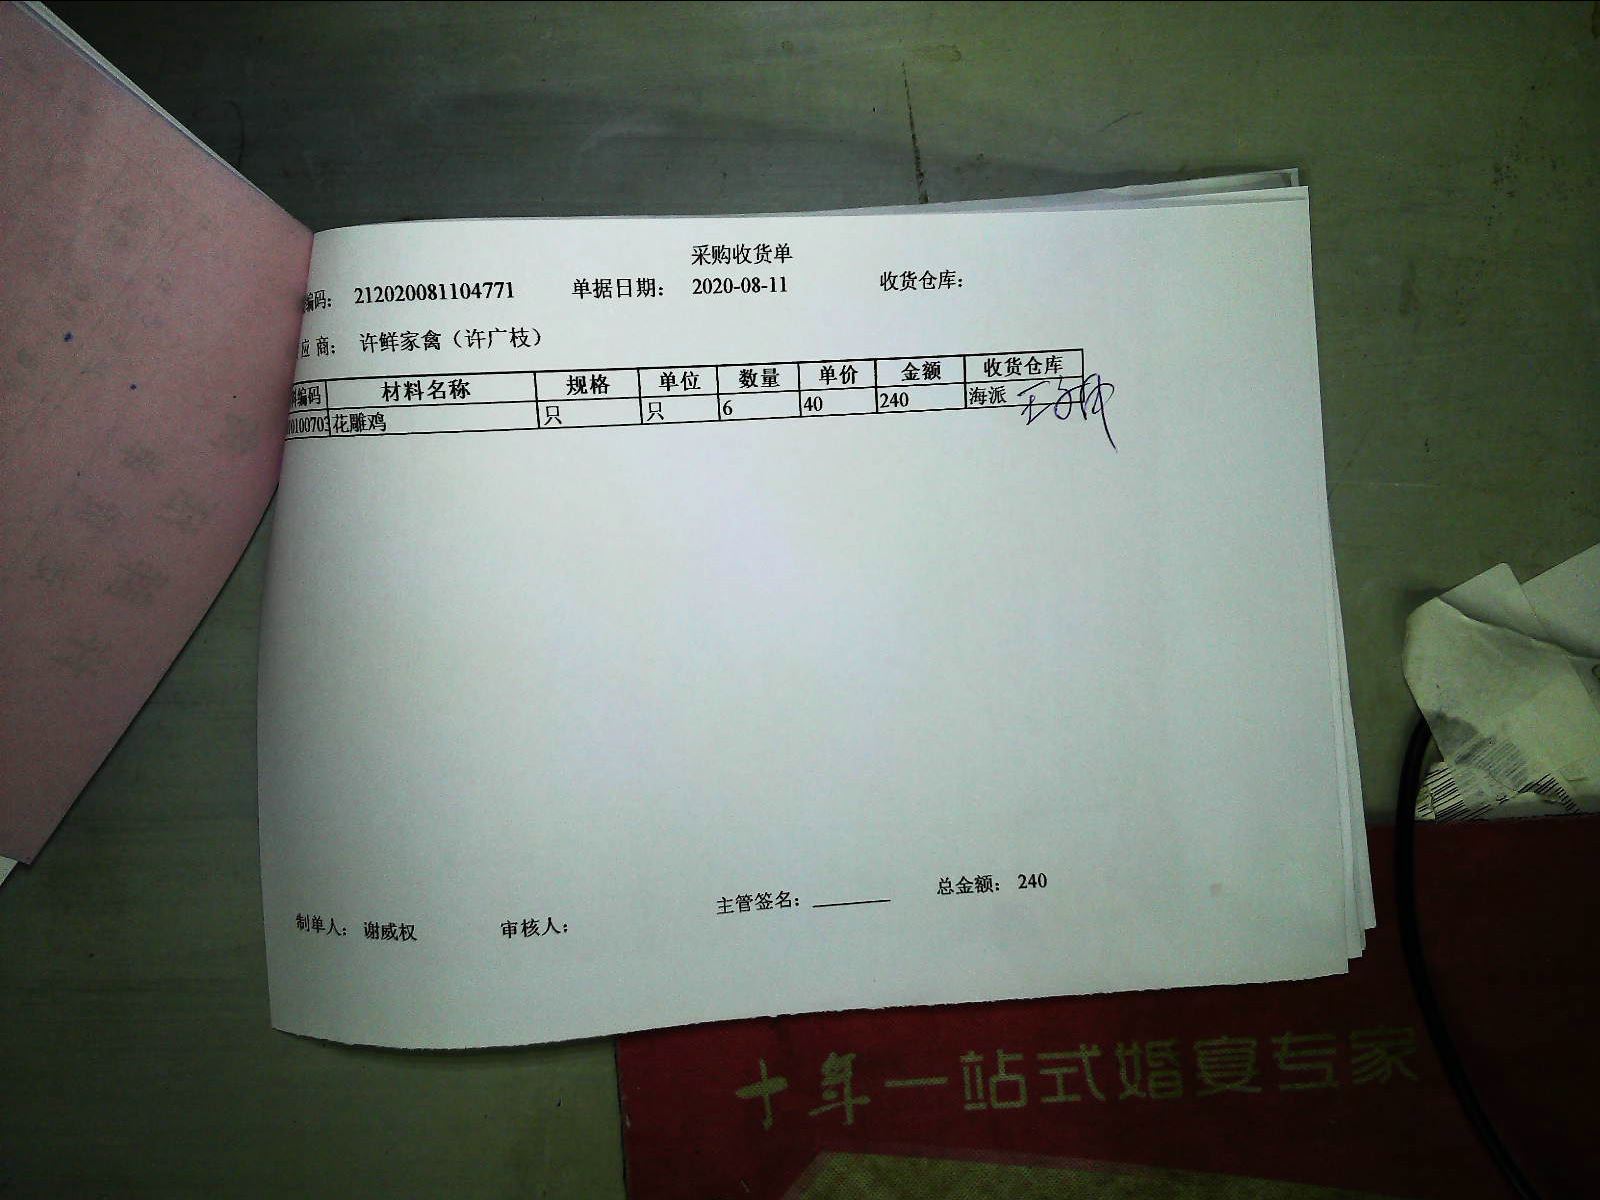 采购收货单
编码： 212020081104771 单据日期： 2020-08-11 收货仓库：
应 商： 许鲜家禽（许广枝）
编码 材料名称 规格 单位 数量 单价 金额 收货仓库
0100703 花雕鸡 只 只 6 40 240 海派
制单人： 谢威权 审核人： 主管签名： 总金额： 240
十年一站式婚宴专家